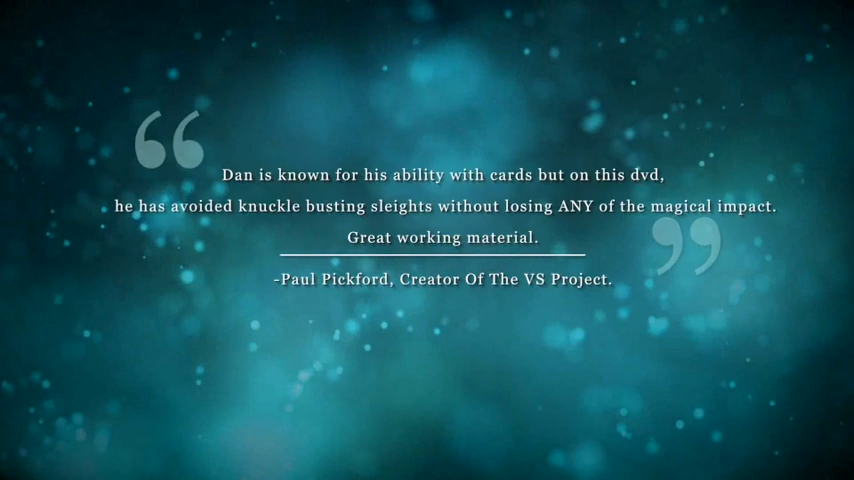 Dan is known for his ability with cards but on this dvd,
he has avoided knuckle busting sleights without losing ANY of the magical impact.
Great working material.
-Paul Pickford, Creator Of The VS Project.